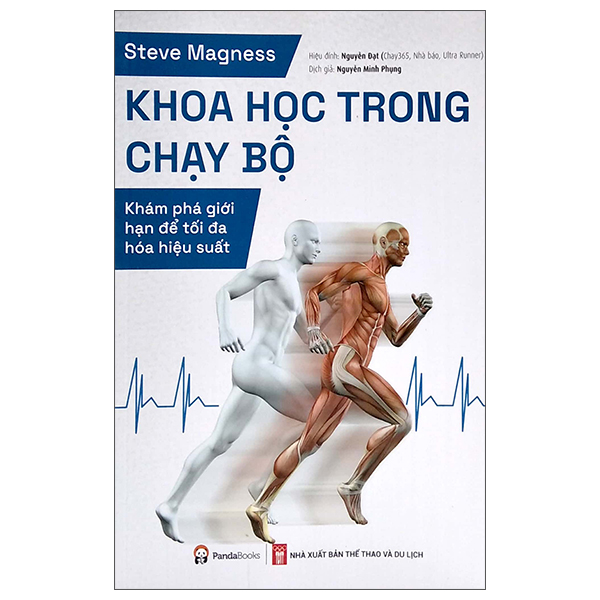 Steve Magness
Hiệu đính: Nguyễn Đạt (Chay365, Nhà báo, Ultra Runner)
Dịch giả: Nguyễn Minh Phụng
KHOA HỌC TRONG
CHẠY BỘ
Khám phá giới
hạn để tối đa
hóa hiệu suất
PandaBooks
NHÀ XUẤT BẢN THỂ THAO VÀ DU LỊCH